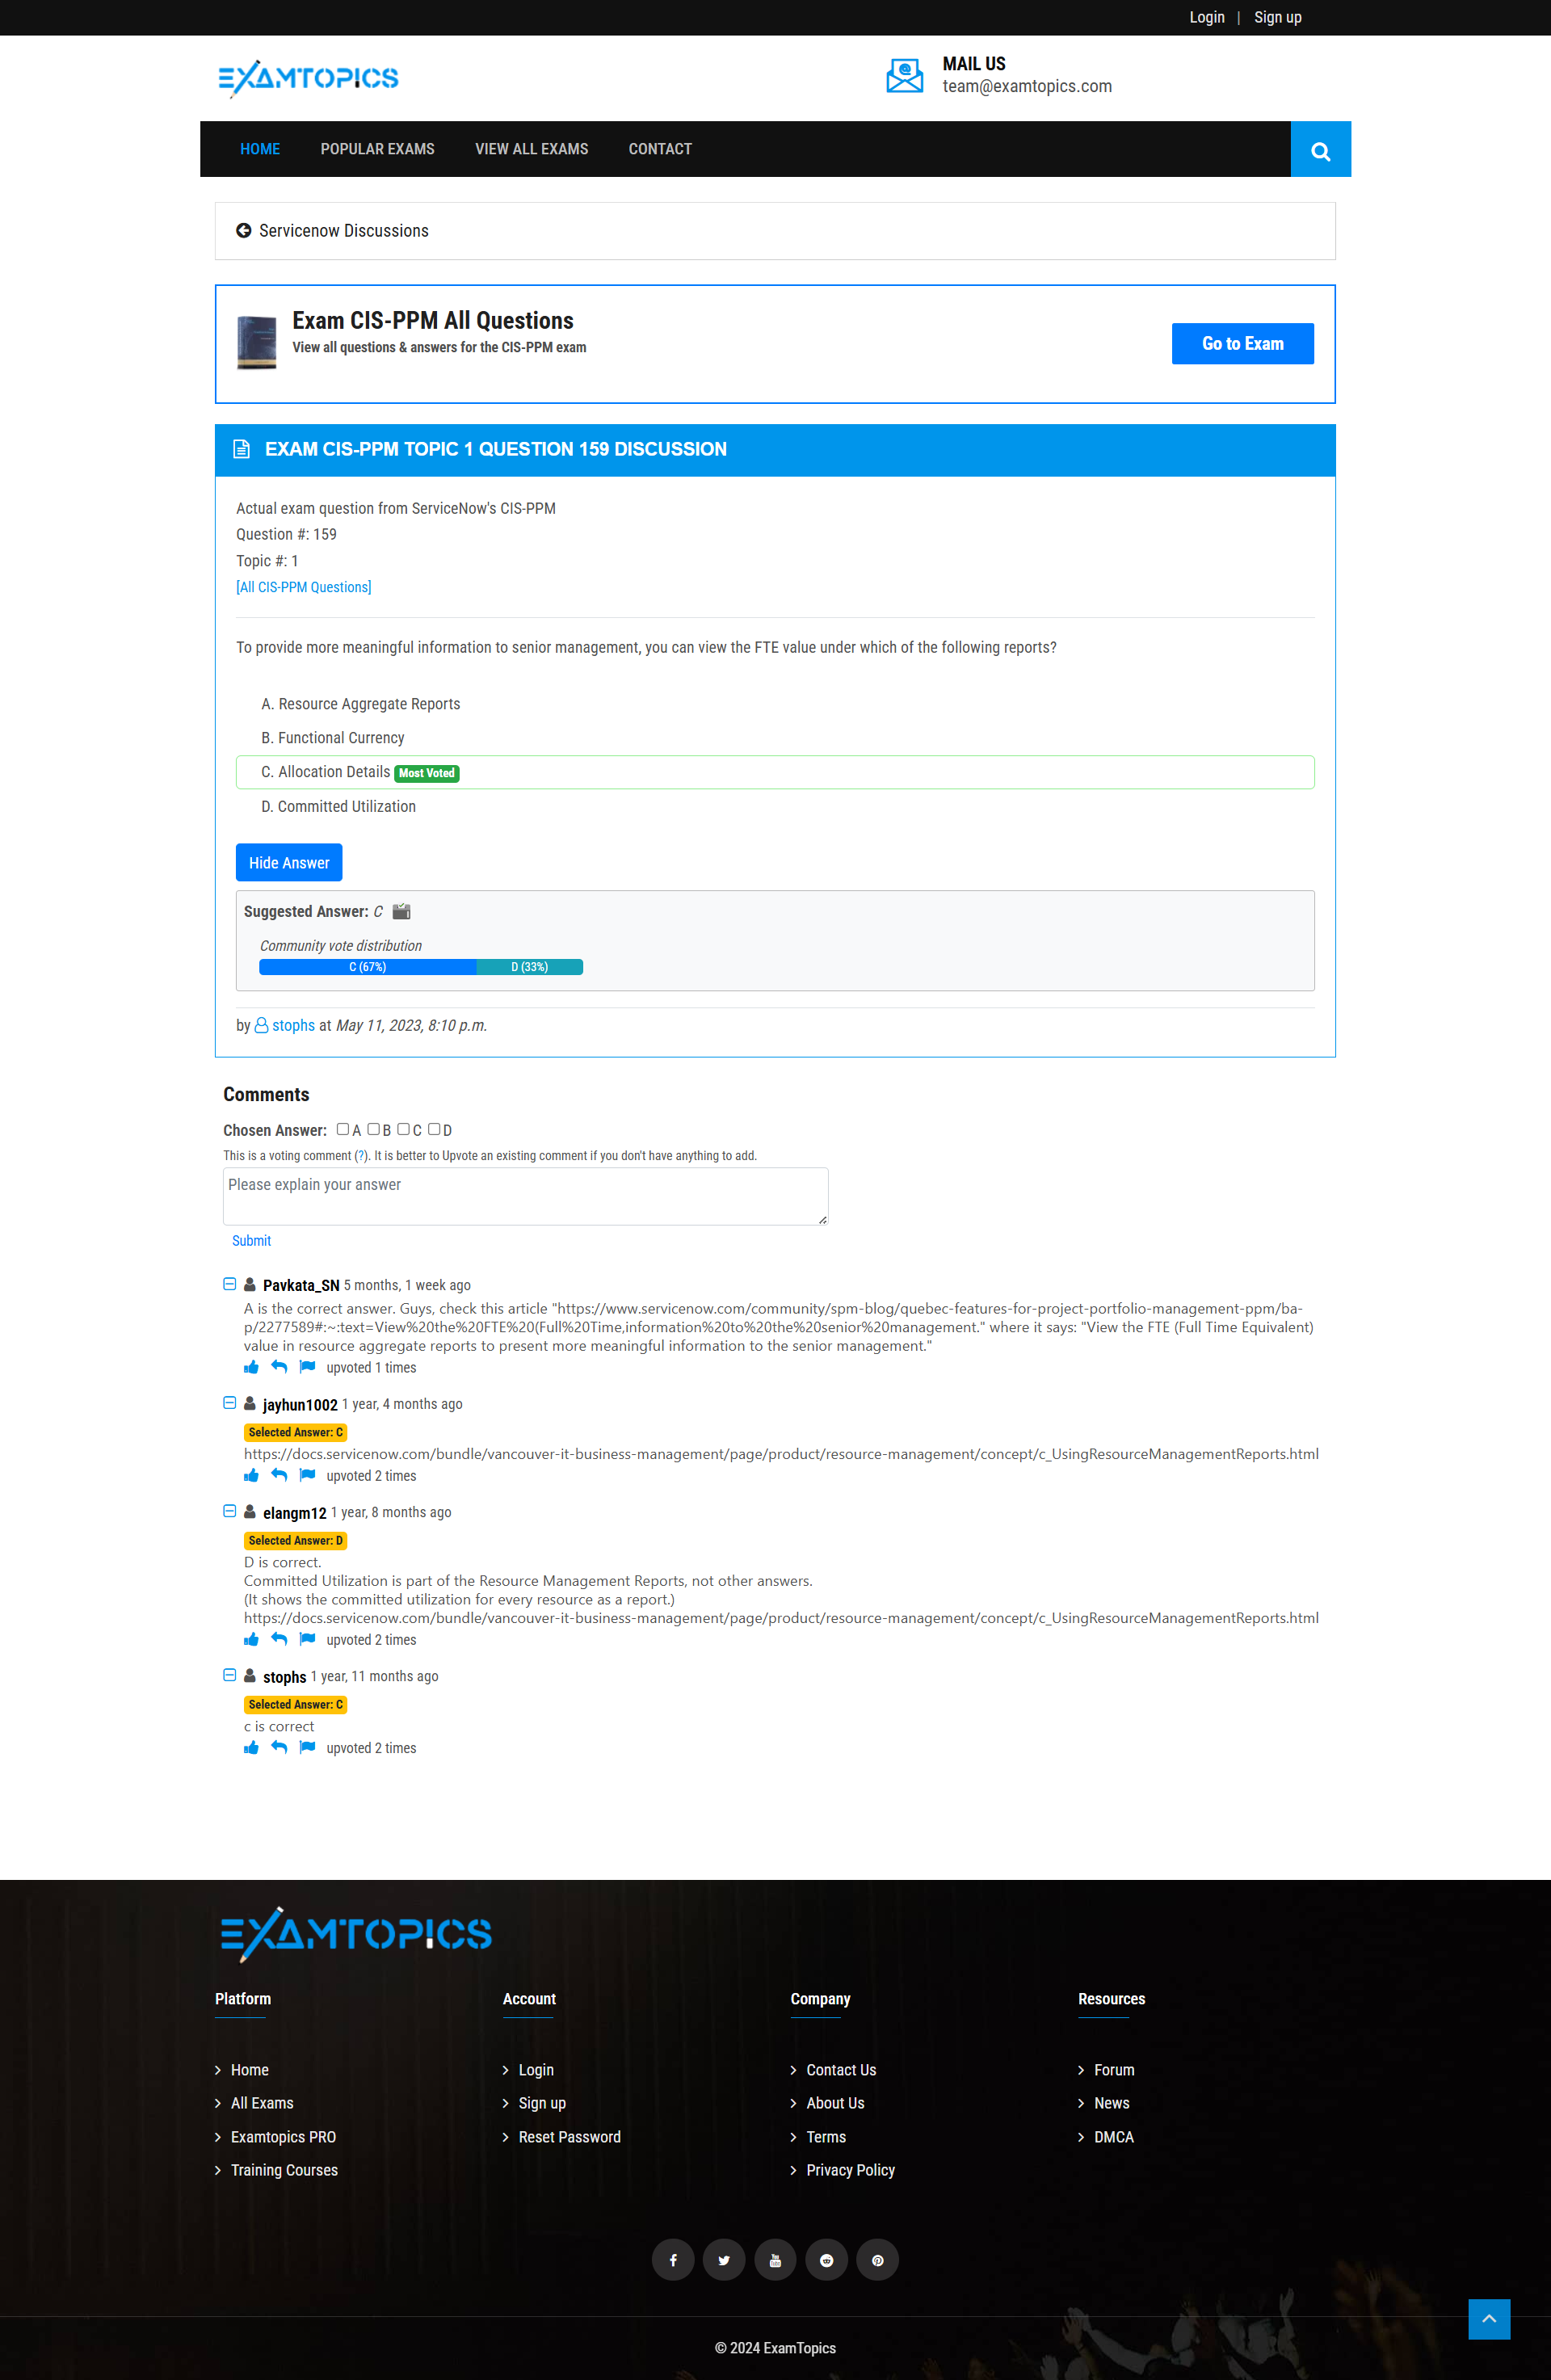 Login | Sign up
EXAMTOPICS
MAIL US
team@examtopics.com
HOME POPULAR EXAMS VIEW ALL EXAMS CONTACT
Servicenow Discussions
Exam CIS-PPM All Questions
View all questions & answers for the CIS-PPM exam
Go to Exam
EXAM CIS-PPM TOPIC 1 QUESTION 159 DISCUSSION
Actual exam question from ServiceNow's CIS-PPM
Question #: 159
Topic #: 1
[All CIS-PPM Questions]
To provide more meaningful information to senior management, you can view the FTE value under which of the following reports?
A. Resource Aggregate Reports
B. Functional Currency
C. Allocation Details Most Voted
D. Committed Utilization
Hide Answer
Suggested Answer: C
Community vote distribution
C (67%) D (33%)
by stophs at May 11, 2023, 8:10 p.m.
Comments
Chosen Answer: A B C D
This is a voting comment (?). It is better to Upvote an existing comment if you don't have anything to add.
Please explain your answer
Submit
Pavkata_SN 5 months, 1 week ago
A is the correct answer. Guys, check this article "https://www.servicenow.com/community/spm-blog/quebec-features-for-project-portfolio-management-ppm/ba-
p/2277589#:~:text=View%20the%20FTE%20(Full%20Time,information%20to%20the%20senior%20management." where it says: "View the FTE (Full Time Equivalent)
value in resource aggregate reports to present more meaningful information to the senior management."
upvoted 1 times
jayhun1002 1 year, 4 months ago
Selected Answer: C
https://docs.servicenow.com/bundle/vancouver-it-business-management/page/product/resource-management/concept/c_UsingResourceManagementReports.html
upvoted 2 times
elangm12 1 year, 8 months ago
Selected Answer: D
D is correct.
Committed Utilization is part of the Resource Management Reports, not other answers.
(It shows the committed utilization for every resource as a report.)
https://docs.servicenow.com/bundle/vancouver-it-business-management/page/product/resource-management/concept/c_UsingResourceManagementReports.html
upvoted 2 times
stophs 1 year, 11 months ago
Selected Answer: C
c is correct
upvoted 2 times
EXAMTOPICS
Platform Account Company Resources
Home Login Contact Us Forum
All Exams Sign up About Us News
Examtopics PRO Reset Password Terms DMCA
Training Courses Privacy Policy
© 2024 ExamTopics